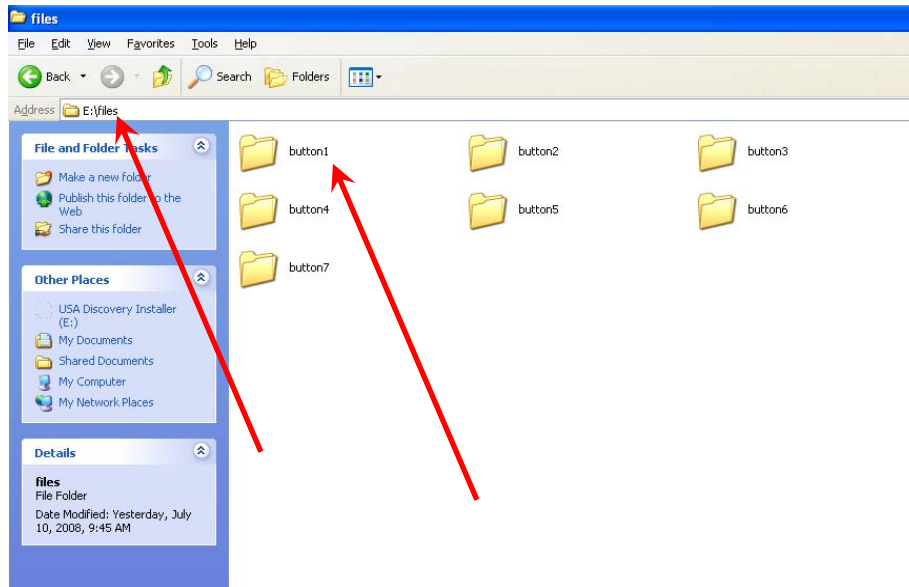 files
File Edit View Favorites Tools Help
Back Search Folders
Address E:\files
File and Folder Tasks
Make a new folder
Publish this folder to the
Web
Share this folder
Other Places
USA Discovery Installer
(E:)
My Documents
Shared Documents
My Computer
My Network Places
Details
files
File Folder
Date Modified: Yesterday, July
10, 2008, 9:45 AM
button1 button2 button3
button4 button5 button6
button7